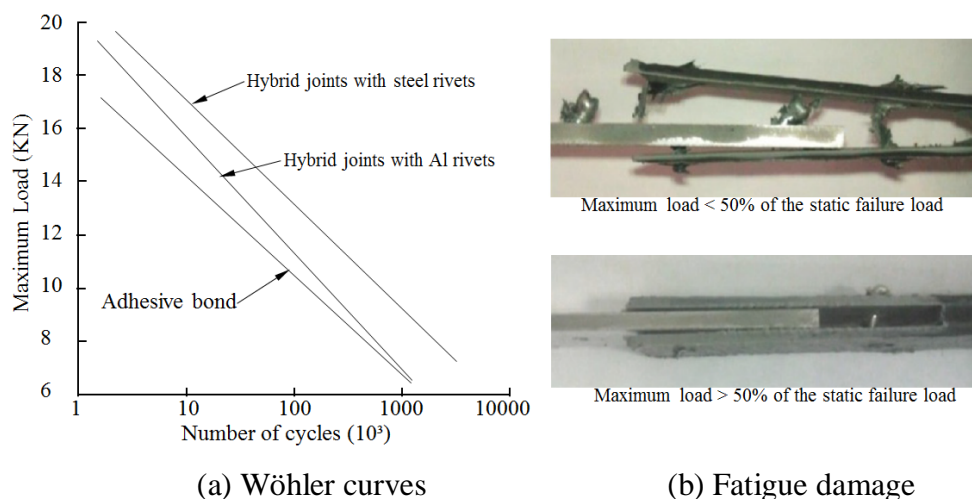 20
18
16
14
12
10
8
6
1
10
100
1000
10000
Maximum Load (KN)
Number of cycles (10³)
Hybrid joints with steel rivets
Hybrid joints with Al rivets
Adhesive bond
(a) Wöhler curves
Maximum load < 50% of the static failure load
Maximum load > 50% of the static failure load
(b) Fatigue damage